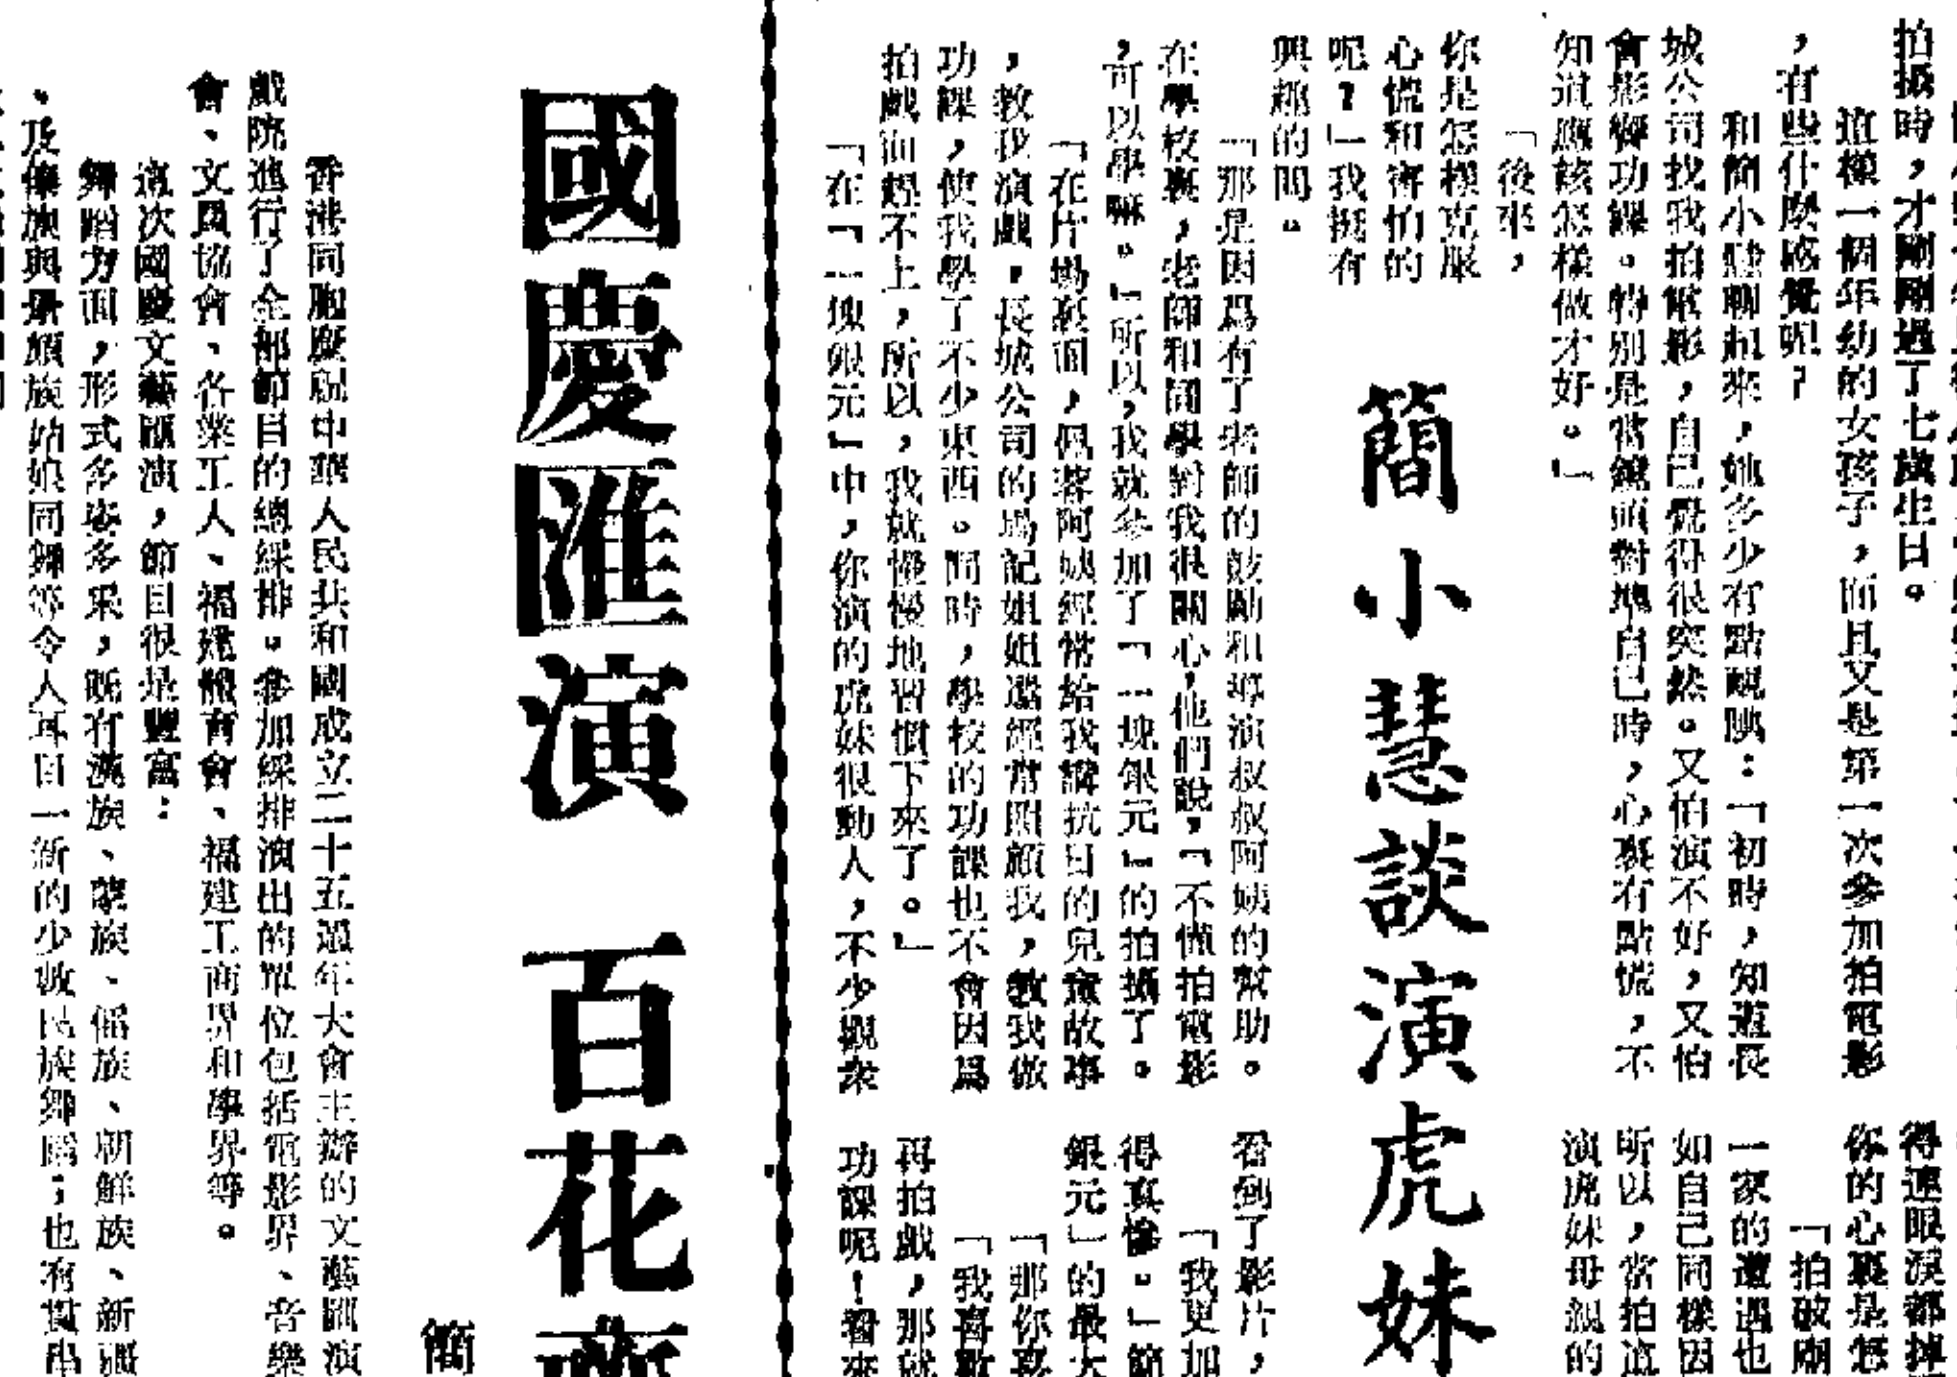 拍攝時，才剛剛過了七歲生日。
這樣一個年幼的女孩子，而且又是第一次參加拍電影
，有些什麼感覺呢？
和簡小慧聊起來，她多少有點靦腆：「初時，知道長
城公司找我拍電影，自己覺得很突然。又怕演不好，又怕
會影響功課。特別是當鏡頭對埋自己時，心裏有點慌，不
知道應該怎樣做才好。」
「後來，
你是怎樣克服
心慌和害怕的
呢？」我挺有
興趣的問。
簡小慧談演虎妹
「那是因爲有了老師的鼓勵和導演叔叔阿姨的幫助。
在學校裏，老師和同學對我很關心，他們說，『不懂拍電影
，可以學嘛。』所以，我就參加了『一塊銀元』的拍攝了。
「在片場裏面，佩蓉阿姨經常給我講抗日的兒童故事
，教我演戲，長城公司的場記姐姐還經常照顧我，教我做
功課，使我學了不少東西。同時，學校的功課也不會因爲
拍戲而趕不上，所以，我就慢慢地習慣下來了。」
「在『一塊銀元』中，你演的虎妹很動人，不少觀衆
得連眼淚都掉
你的心裏是怎
「拍破廟
一家的遭遇也
如自己同樣因
所以，當拍這
演虎妹母親的
看到了影片，
「我更加
得真慘。」簡
銀元」的最大
「那你喜
「我喜歡
再拍戲，那就
功課呢！看來
國慶匯演 百花齊
簡
香港同胞慶祝中華人民共和國成立二十五週年大會主辦的文藝匯演
戲院進行了全部節目的總綵排。參加綵排演出的單位包括電影界、音樂
會、文員協會、各業工人、福建體育會、福建工商界和學界等。
這次國慶文藝匯演，節目很是豐富：
舞蹈方面，形式多姿多采，既有漢族、蒙族、傜族、朝鮮族、新疆
、及傣族與景頗族姑娘同舞等令人耳目一新的少數民族舞蹈；也有貫串